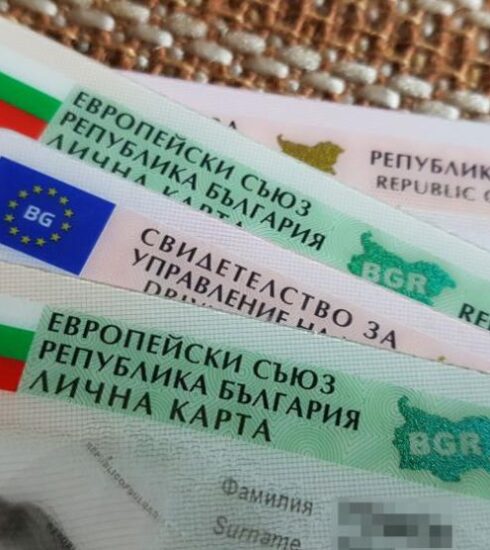 РЕПУБЛИК
REPUBLIC
ЕВРОПЕЙСКИ СЪЮЗ
РЕПУБЛИКА БЪЛГАРИЯ
ЛИЧНА КАРТА
BGR
BG
СВИДЕТЕЛСТВО ЗА
УПРАВЛЕНИЕ НА
ЕВРОПЕЙСКИ СЪЮЗ
РЕПУБЛИКА БЪЛГАРИЯ
ЛИЧНА КАРТА
BGR
Фамилия
Surname